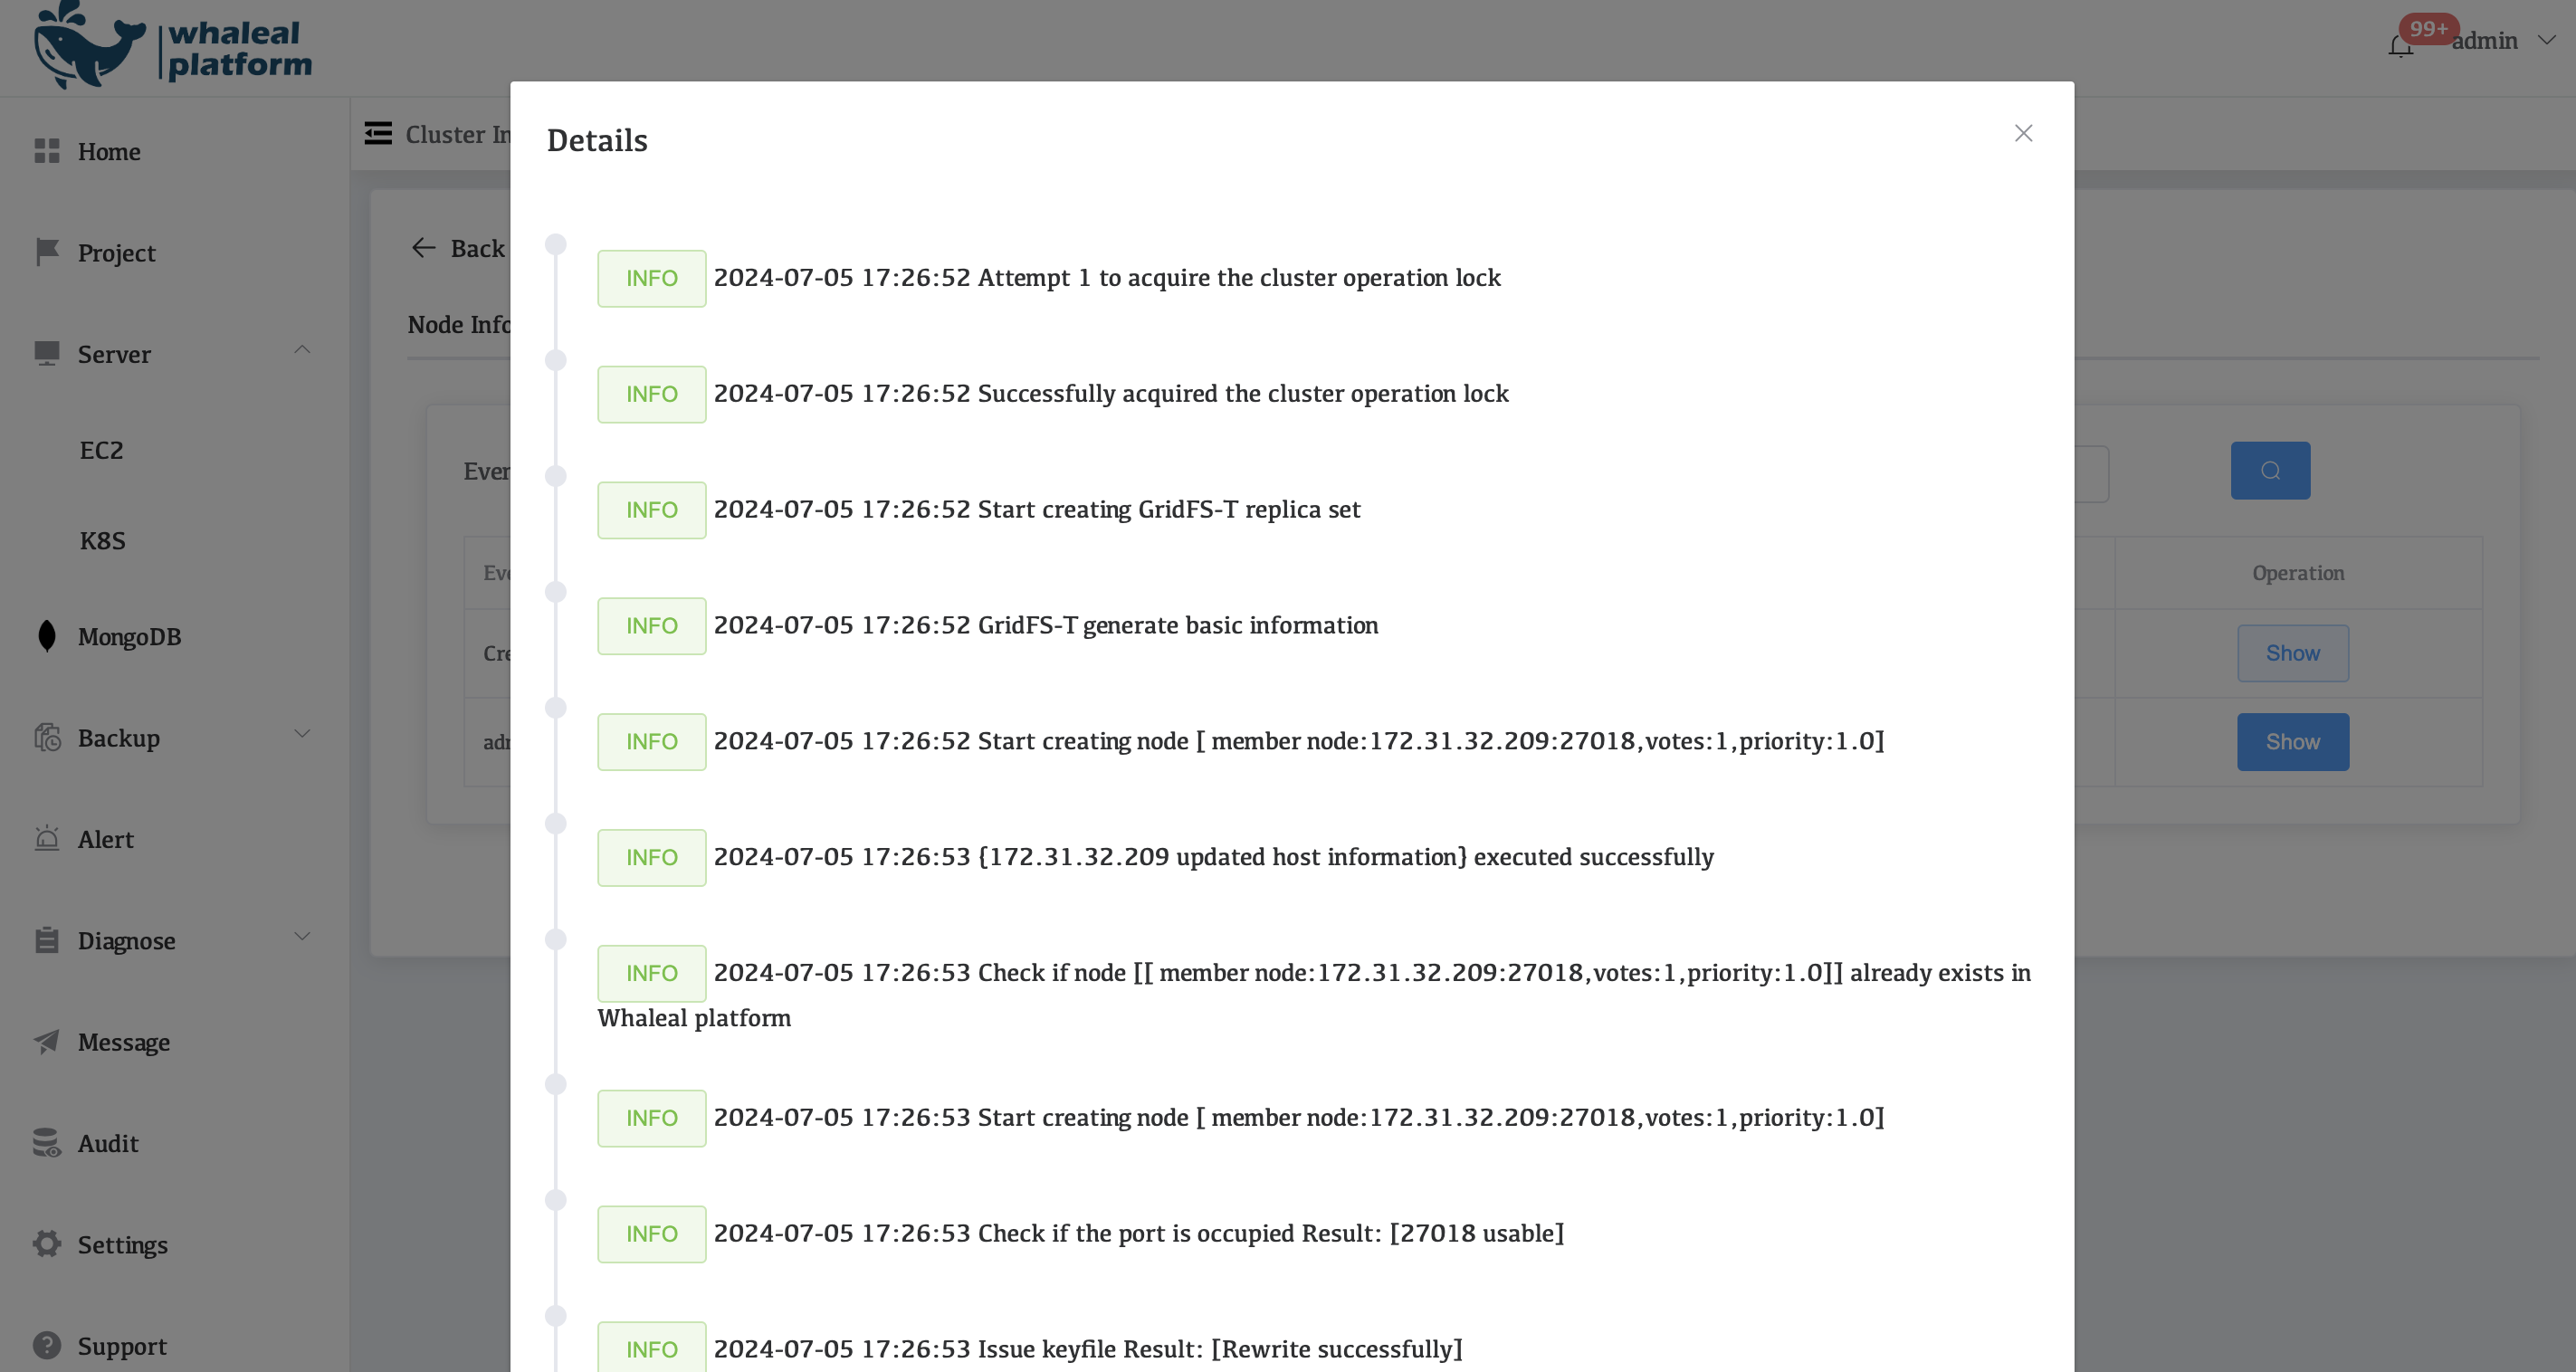 whaleal
platform
99+
admin
Home
Project
Server
EC2
K8S
MongoDB
Backup
Alert
Diagnose
Message
Audit
Settings
Support
Cluster In
Back
Node Info
Even
Eve
Operation
Cre
Show
adm
Show
Details
INFO 2024-07-05 17:26:52 Attempt 1 to acquire the cluster operation lock
INFO 2024-07-05 17:26:52 Successfully acquired the cluster operation lock
INFO 2024-07-05 17:26:52 Start creating GridFS-T replica set
INFO 2024-07-05 17:26:52 GridFS-T generate basic information
INFO 2024-07-05 17:26:52 Start creating node [ member node:172.31.32.209:27018,votes:1,priority:1.0]
INFO 2024-07-05 17:26:53 {172.31.32.209 updated host information} executed successfully
INFO 2024-07-05 17:26:53 Check if node [[ member node:172.31.32.209:27018,votes:1,priority:1.0]] already exists in
Whaleal platform
INFO 2024-07-05 17:26:53 Start creating node [ member node:172.31.32.209:27018,votes:1,priority:1.0]
INFO 2024-07-05 17:26:53 Check if the port is occupied Result: [27018 usable]
INFO 2024-07-05 17:26:53 Issue keyfile Result: [Rewrite successfully]